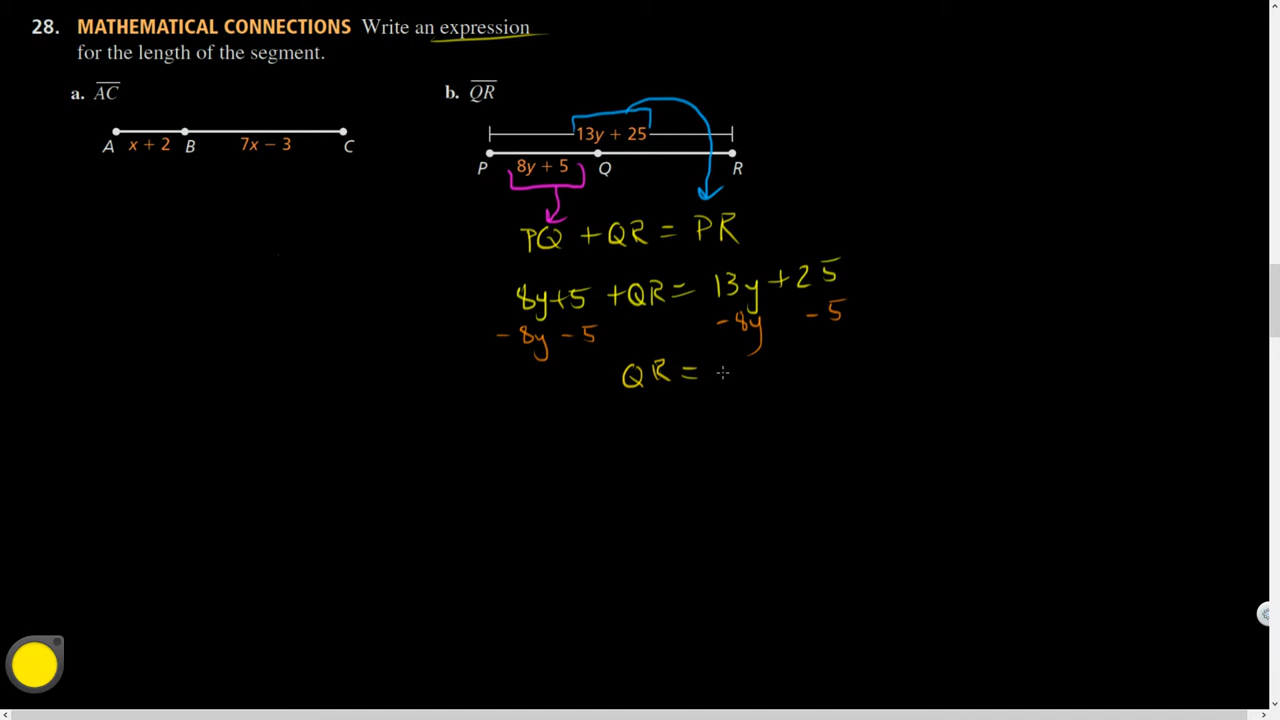 28. MATHEMATICAL CONNECTIONS Write an expression
for the length of the segment.
a. AC
b. QR
13y + 25
A x + 2 B 7x − 3 C
P 8y + 5 Q R
PQ + QR = PR
8y+5 +QR = 13y+25
- 8y - 5 - 8y - 5
QR =